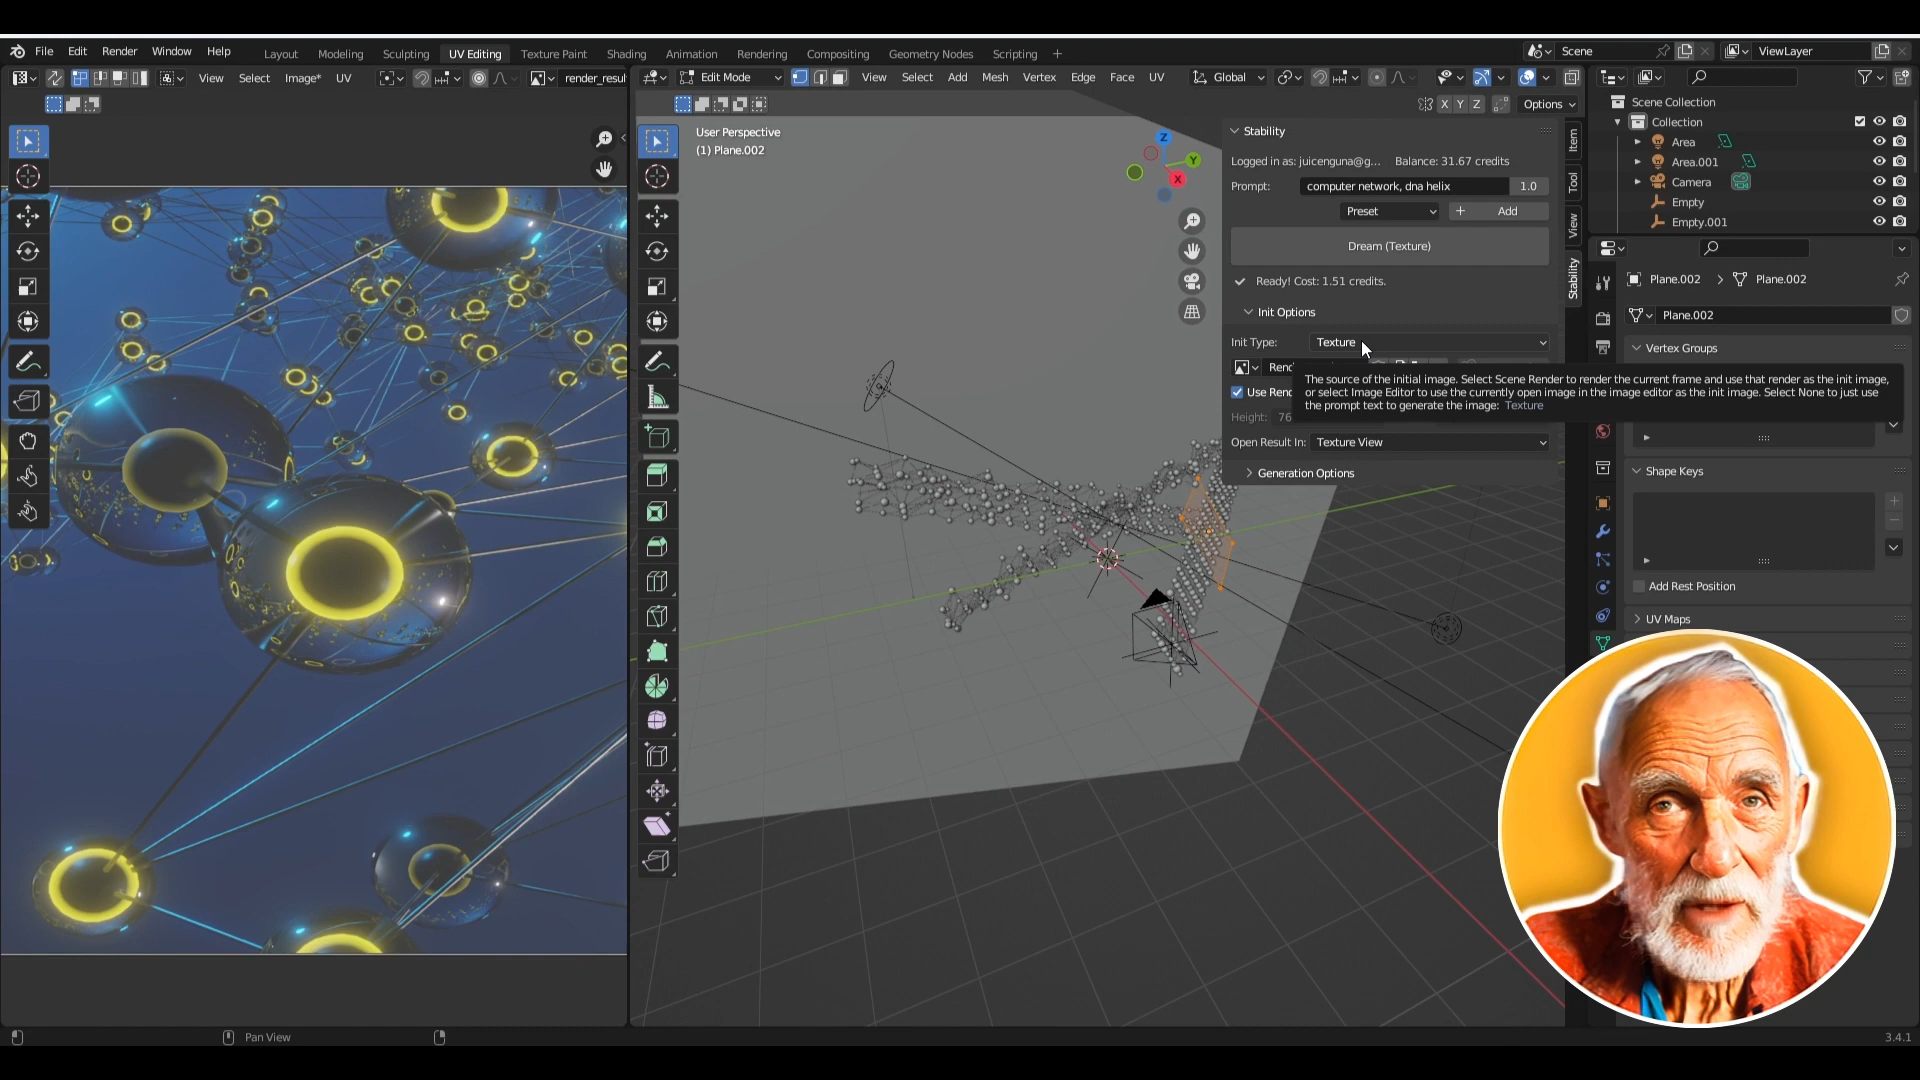 File Edit Render Window Help
Layout Modeling Sculpting UV Editing Texture Paint Shading Animation Rendering Compositing Geometry Nodes Scripting +
Scene
ViewLayer
View Select Image* UV
render_resul
Edit Mode
View Select Add Mesh Vertex Edge Face UV
Global
X Y Z
Options
User Perspective
(1) Plane.002
Z
Y
X
Stability
Logged in as: juicenguna@g... Balance: 31.67 credits
Prompt: computer network, dna helix 1.0
Preset + Add
Dream (Texture)
Ready! Cost: 1.51 credits.
Init Options
Init Type: Texture
Use Ren
The source of the initial image. Select Scene Render to render the current frame and use that render as the init image,
or select Image Editor to use the currently open image in the image editor as the init image. Select None to just use
the prompt text to generate the image: Texture
Height: 76
Open Result In: Texture View
Generation Options
Item
Tool
View
Stability
Scene Collection
Collection
Area
Area.001
Camera
Empty
Empty.001
Plane.002 > Plane.002
Plane.002
Vertex Groups
Shape Keys
Add Rest Position
UV Maps
Pan View
3.4.1